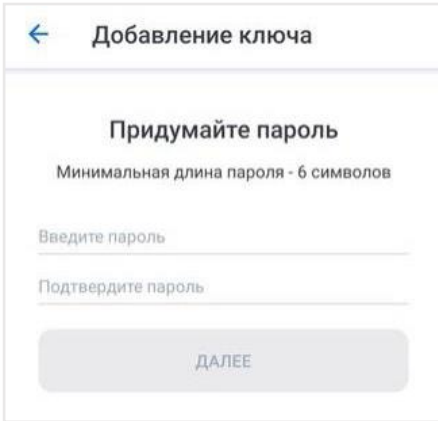 Добавление ключа
Придумайте пароль
Минимальная длина пароля - 6 символов
Введите пароль
Подтвердите пароль
ДАЛЕЕ